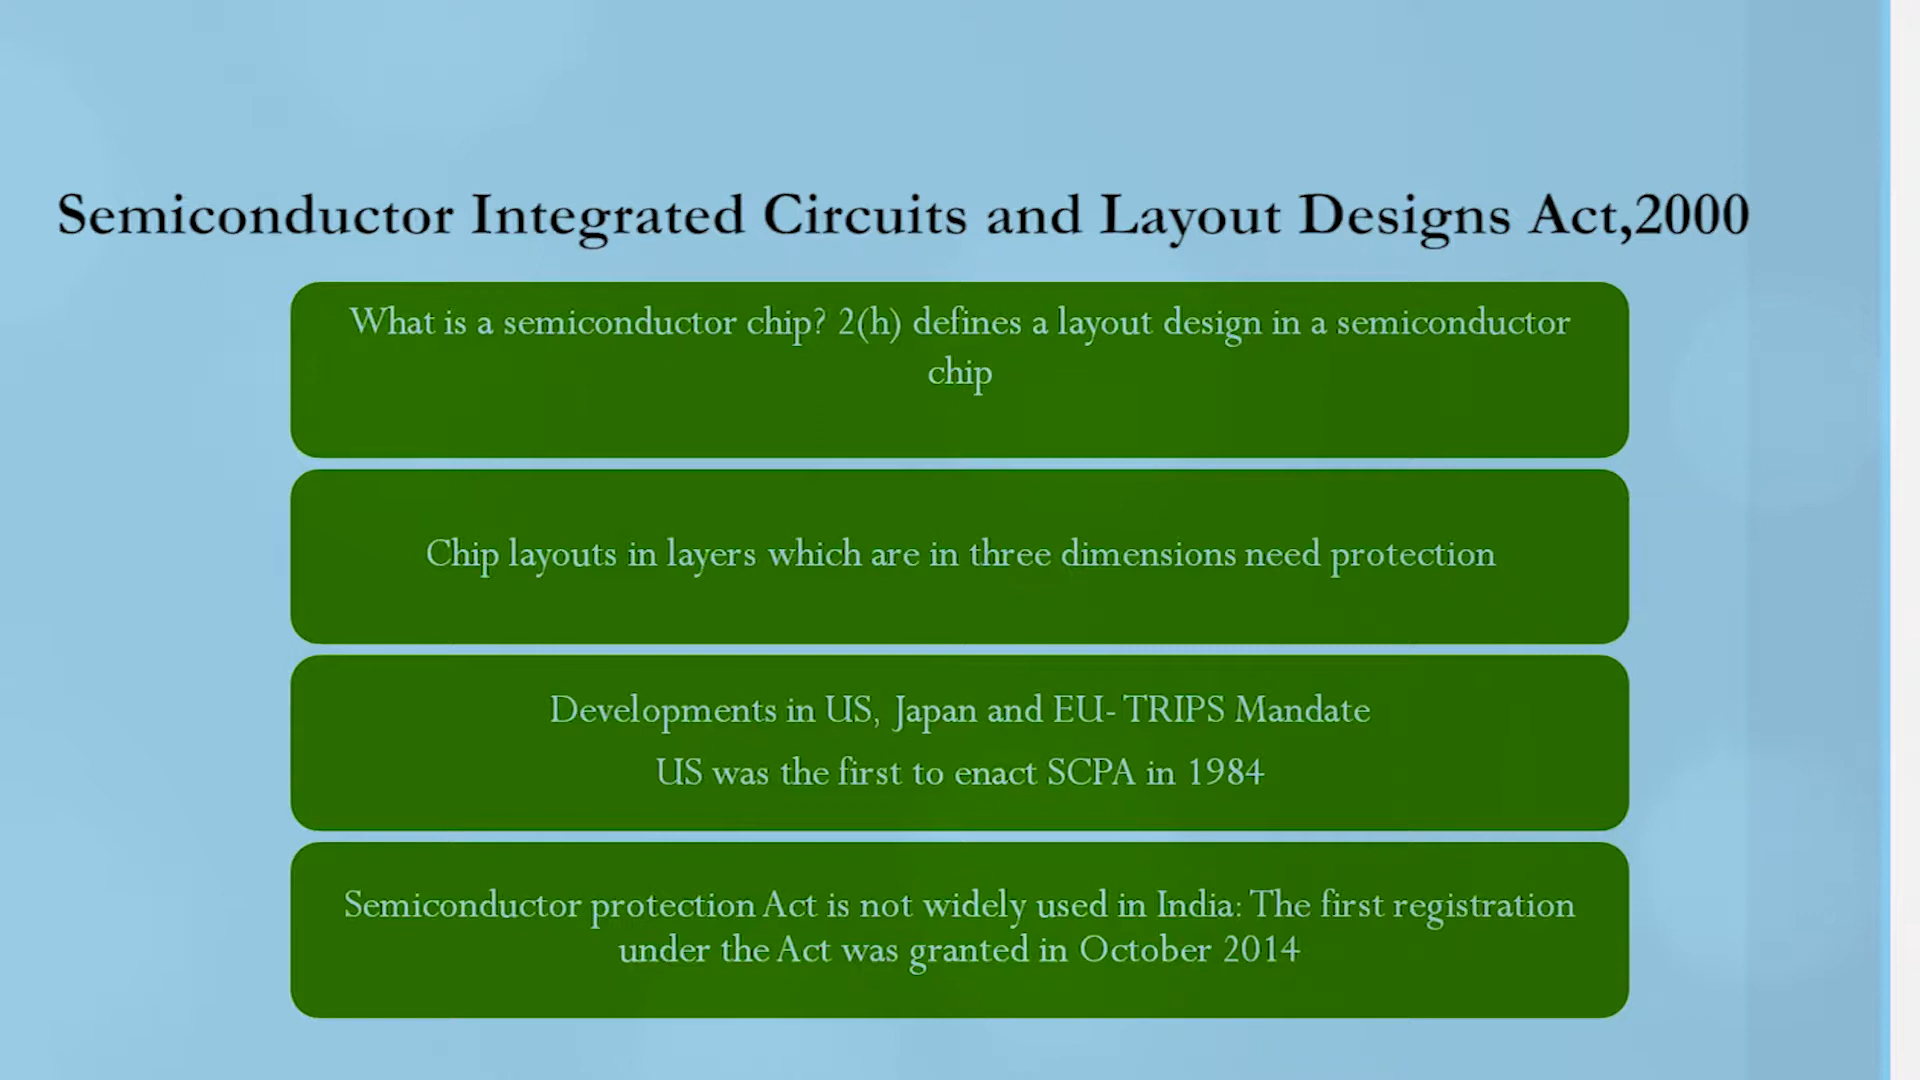 Semiconductor Integrated Circuits and Layout Designs Act,2000
What is a semiconductor chip? 2(h) defines a layout design in a semiconductor
chip
Chip layouts in layers which are in three dimensions need protection
Developments in US, Japan and EU- TRIPS Mandate
US was the first to enact SCPA in 1984
Semiconductor protection Act is not widely used in India: The first registration
under the Act was granted in October 2014